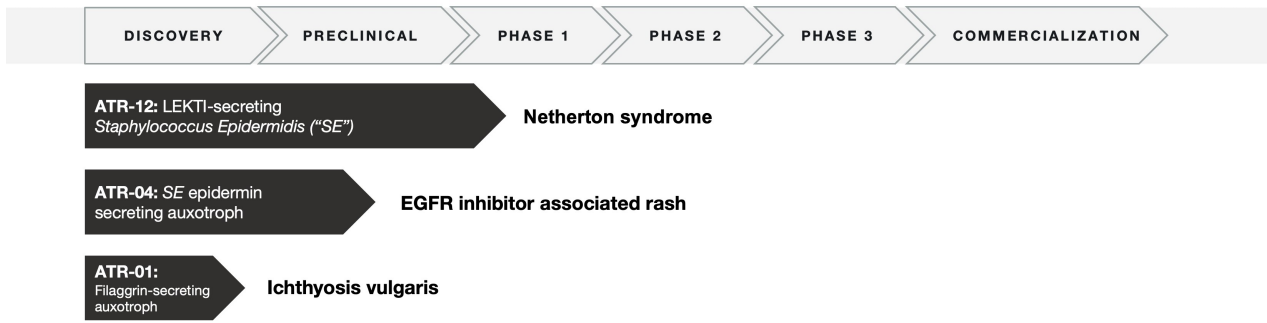 DISCOVERY
PRECLINICAL
PHASE 1
PHASE 2
PHASE 3
COMMERCIALIZATION
ATR-12: LEKTI-secreting
Staphylococcus Epidermidis (“SE”)
Netherton syndrome
ATR-04: SE epidermin
secreting auxotroph
EGFR inhibitor associated rash
ATR-01:
Filaggrin-secreting
auxotroph
Ichthyosis vulgaris